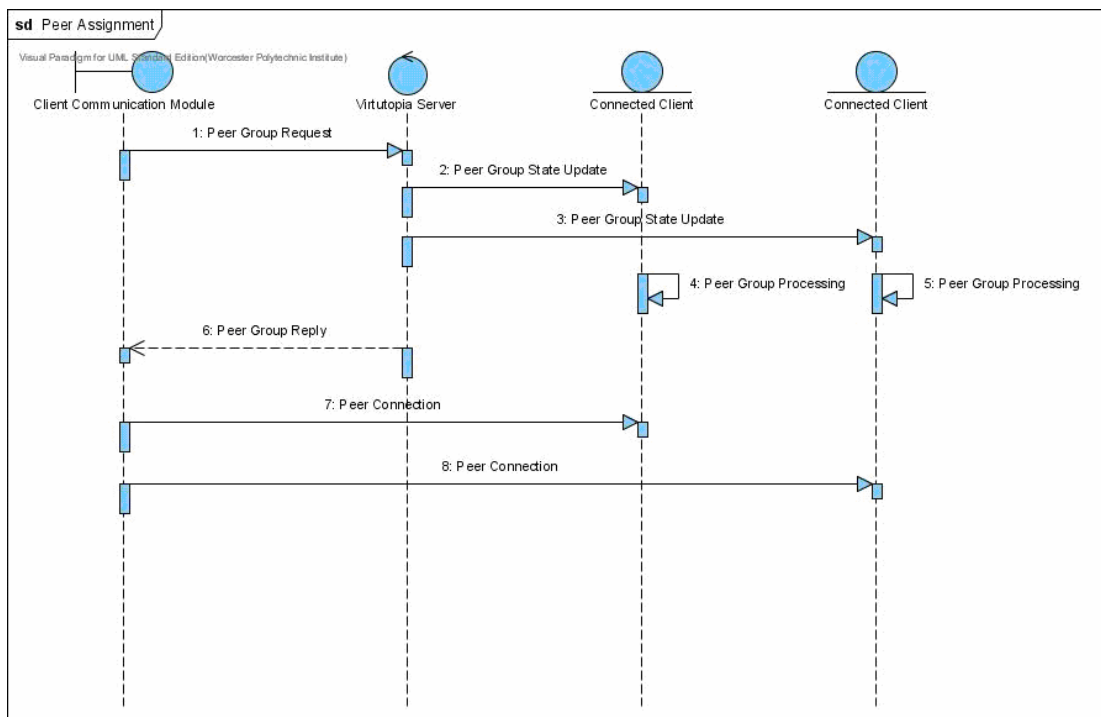 sd Peer Assignment
Visual Paradigm for UML Standard Edition(Worcester Polytechnic Institute)
Client Communication Module
Virtutopia Server
Connected Client
Connected Client
1: Peer Group Request
2: Peer Group State Update
3: Peer Group State Update
4: Peer Group Processing
5: Peer Group Processing
6: Peer Group Reply
7: Peer Connection
8: Peer Connection